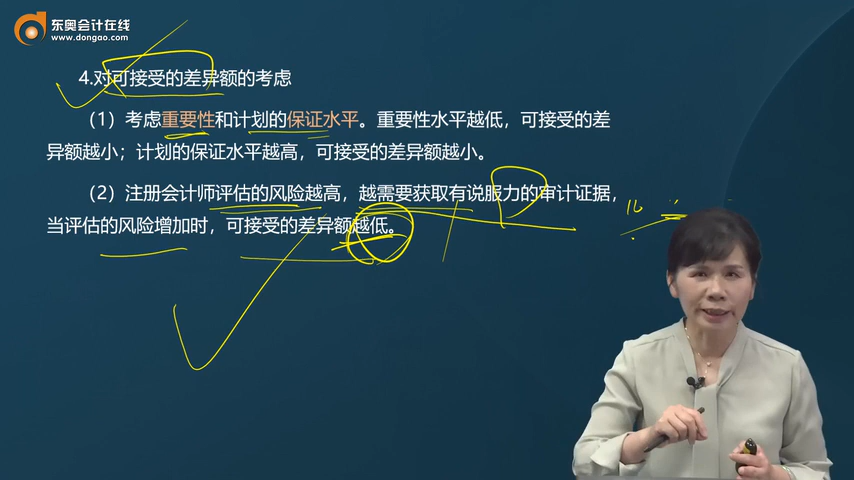 东奥会计在线
www.dongao.com
4.对可接受的差异额的考虑
（1）考虑重要性和计划的保证水平。重要性水平越低，可接受的差
异额越小；计划的保证水平越高，可接受的差异额越小。
（2）注册会计师评估的风险越高，越需要获取有说服力的审计证据，
当评估的风险增加时，可接受的差异额越低。